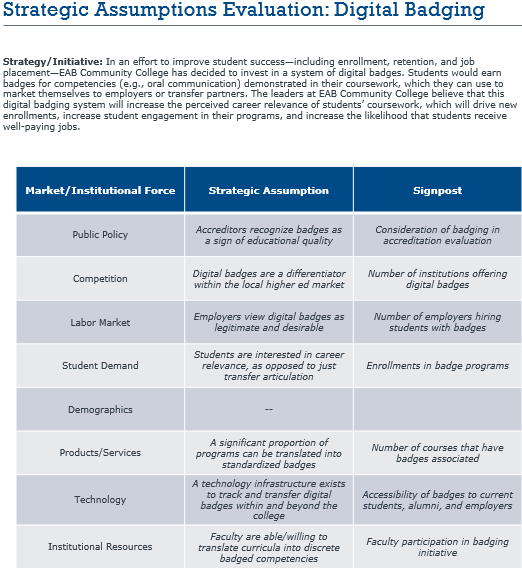 Strategic Assumptions Evaluation: Digital Badging
Strategy/Initiative: In an effort to improve student success—including enrollment, retention, and job
placement—EAB Community College has decided to invest in a system of digital badges. Students would earn
badges for competencies (e.g., oral communication) demonstrated in their coursework, which they can use to
market themselves to employers or transfer partners. The leaders at EAB Community College believe that this
digital badging system will increase the perceived career relevance of students’ coursework, which will drive new
enrollments, increase student engagement in their programs, and increase the likelihood that students receive
well-paying jobs.
Market/Institutional Force
Strategic Assumption
Signpost
Public Policy
Accreditors recognize badges as
a sign of educational quality
Consideration of badging in
accreditation evaluation
Competition
Digital badges are a differentiator
within the local higher ed market
Number of institutions offering
digital badges
Labor Market
Employers view digital badges as
legitimate and desirable
Number of employers hiring
students with badges
Student Demand
Students are interested in career
relevance, as opposed to just
transfer articulation
Enrollments in badge programs
Demographics
--
Products/Services
A significant proportion of
programs can be translated into
standardized badges
Number of courses that have
badges associated
Technology
A technology infrastructure exists
to track and transfer digital
badges within and beyond the
college
Accessibility of badges to current
students, alumni, and employers
Institutional Resources
Faculty are able/willing to
translate curricula into discrete
badged competencies
Faculty participation in badging
initiative